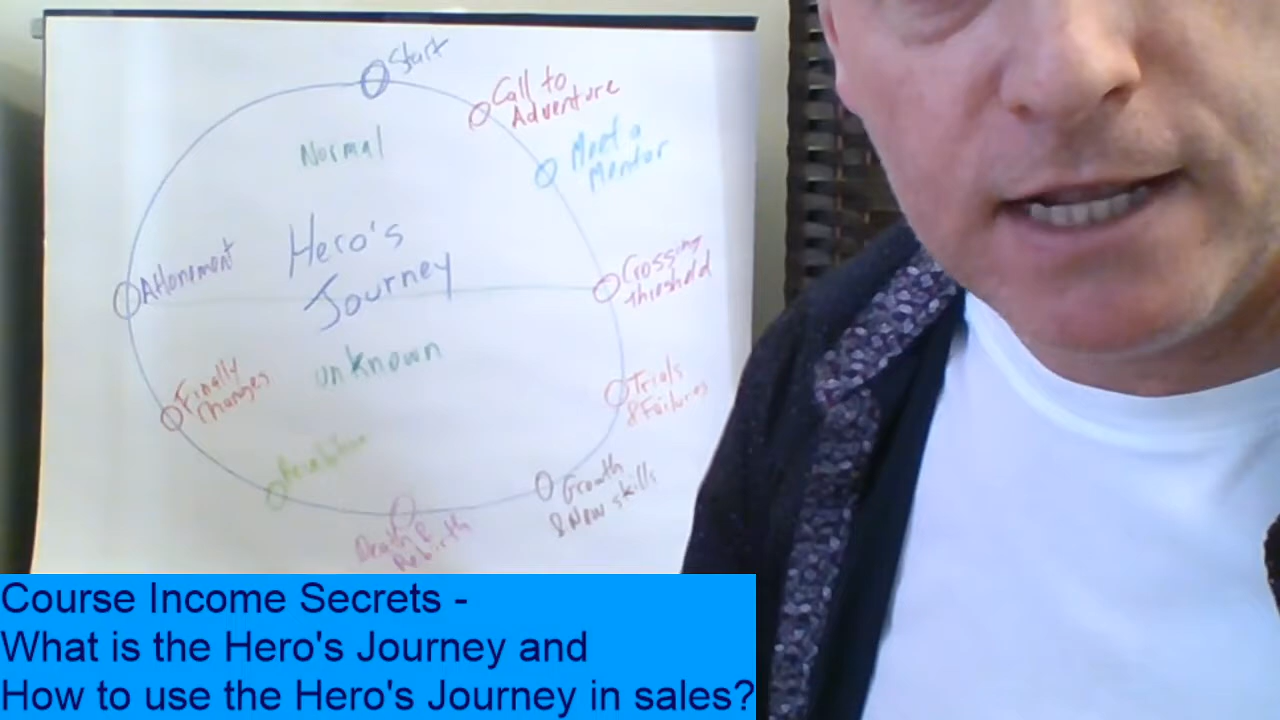 Start
Call to
Adventure
Meet a
Mentor
Normal
Hero's
Journey
Crossing
threshold
Attonement
unknown
Trials
& Failures
Finally
Changes
Growth
& New skills
Death &
Rebirth
Course Income Secrets -
What is the Hero's Journey and
How to use the Hero's Journey in sales?